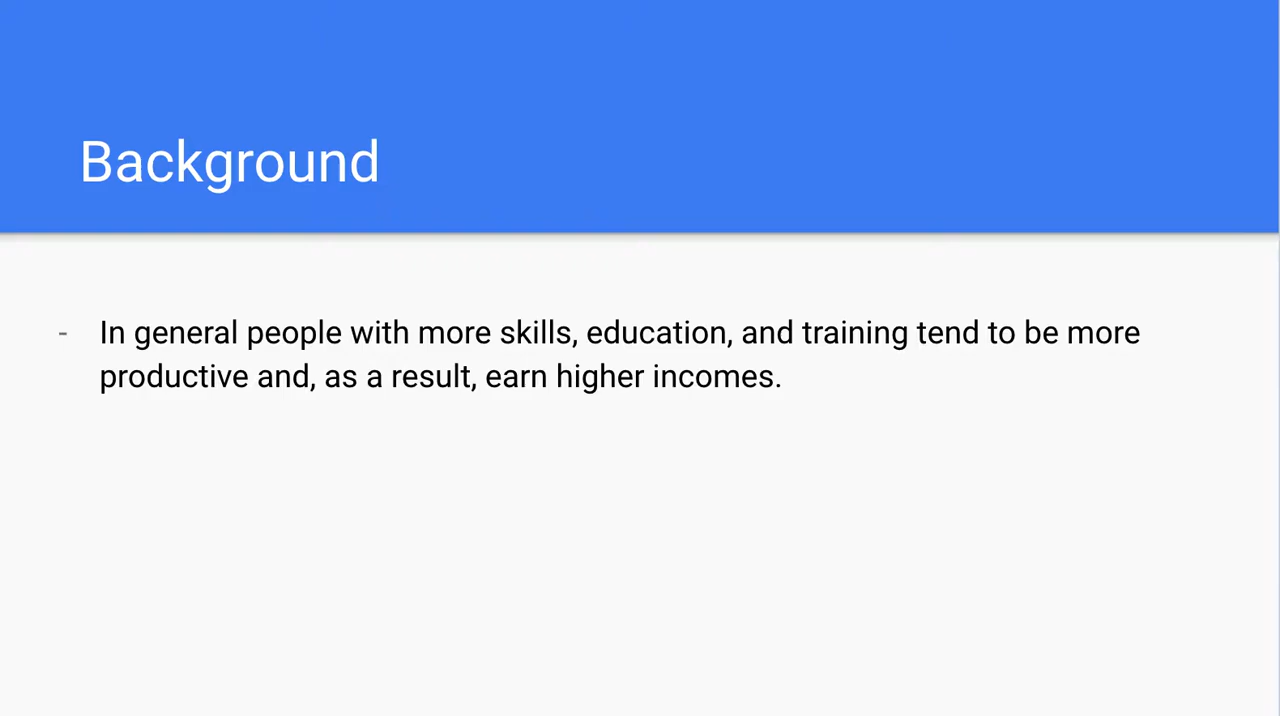 Background
- In general people with more skills, education, and training tend to be more
productive and, as a result, earn higher incomes.